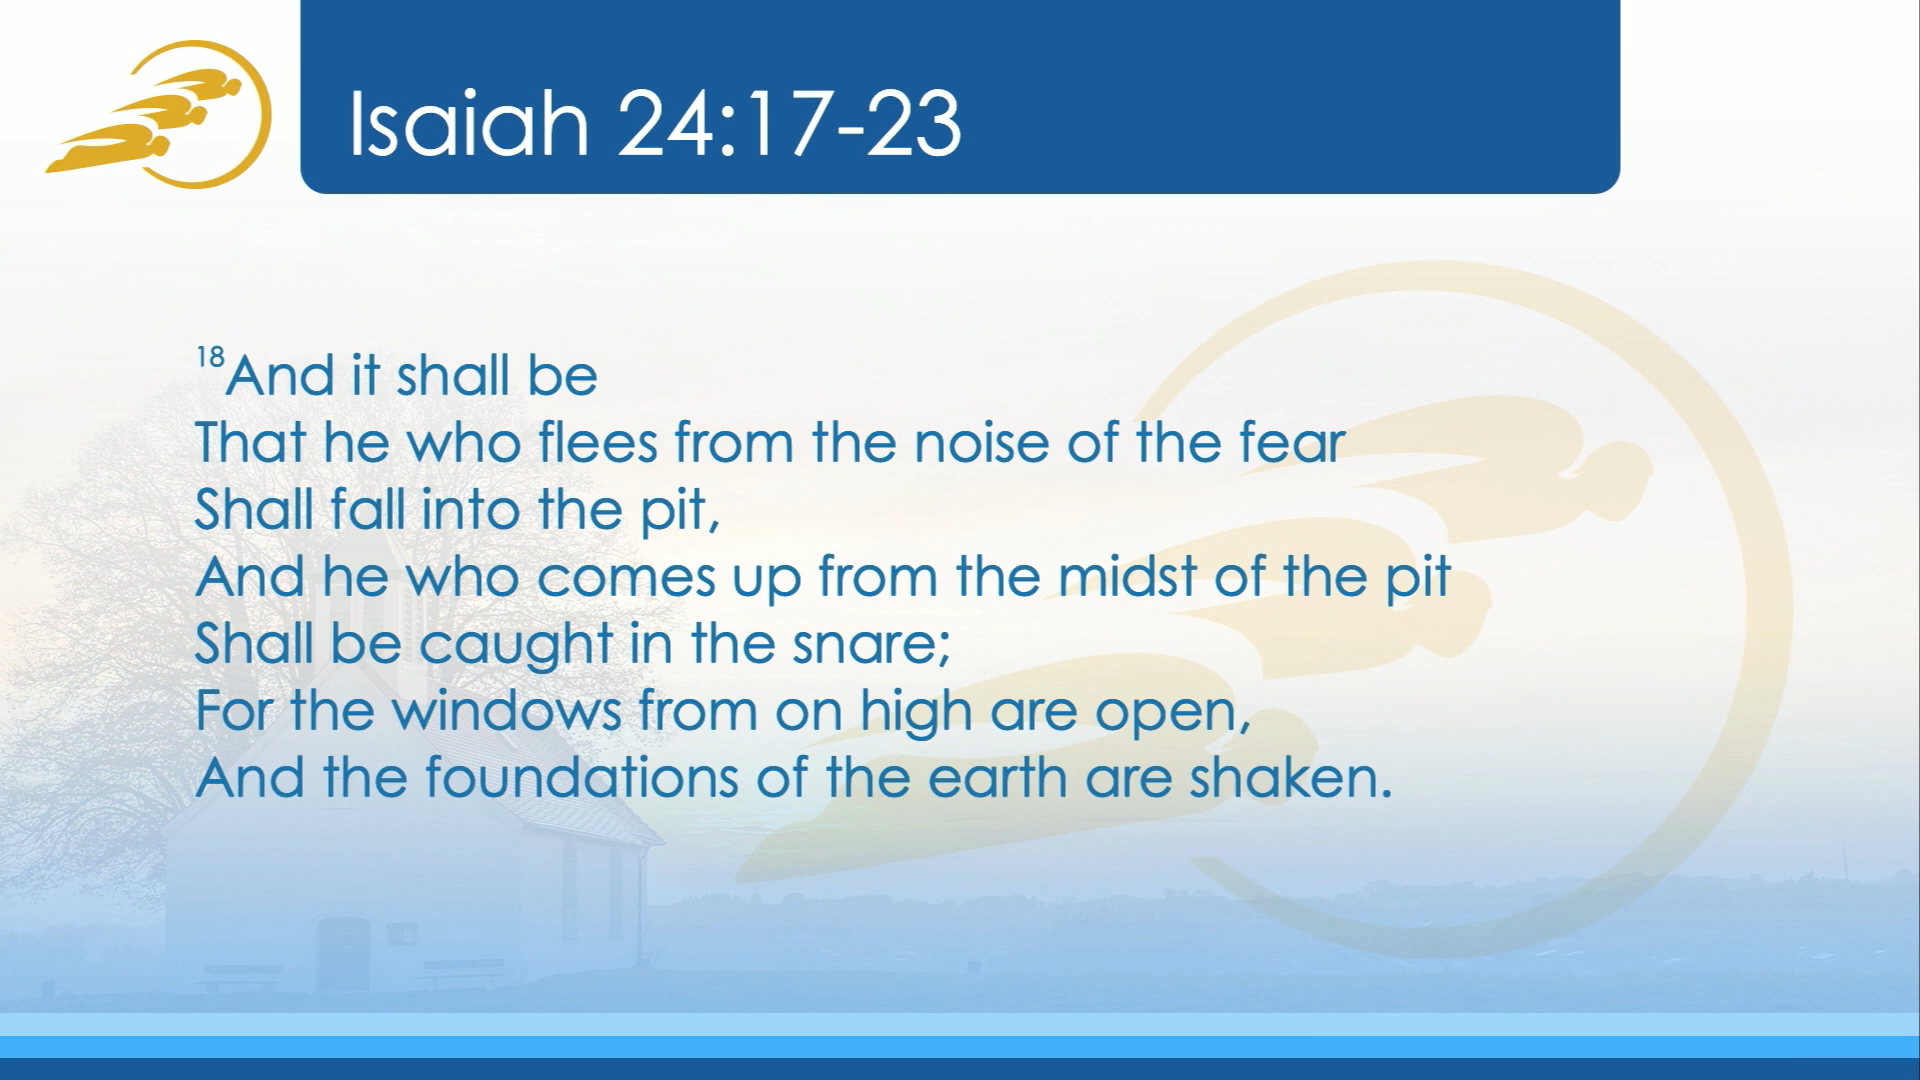 Isaiah 24:17-23
18And it shall be
That he who flees from the noise of the fear
Shall fall into the pit,
And he who comes up from the midst of the pit
Shall be caught in the snare;
For the windows from on high are open,
And the foundations of the earth are shaken.